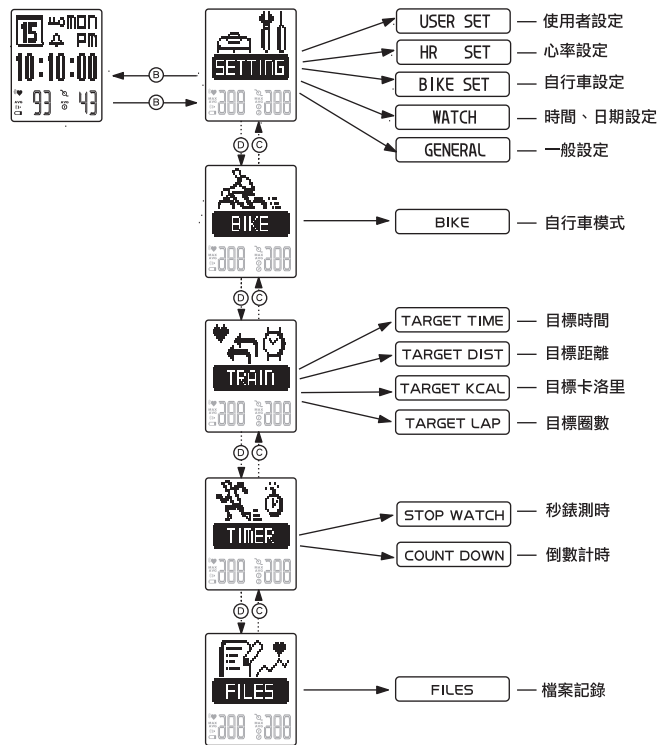 15 MON
PM
10:10:00
93 43
B
B
SETTING
USER SET — 使用者設定
HR SET — 心率設定
BIKE SET — 自行車設定
WATCH — 時間、日期設定
GENERAL — 一般設定
D C
BIKE
BIKE — 自行車模式
D C
TRAIN
TARGET TIME — 目標時間
TARGET DIST — 目標距離
TARGET KCAL — 目標卡洛里
TARGET LAP — 目標圈數
D C
TIMER
STOP WATCH — 秒錶測時
COUNT DOWN — 倒數計時
D C
FILES
FILES — 檔案記錄